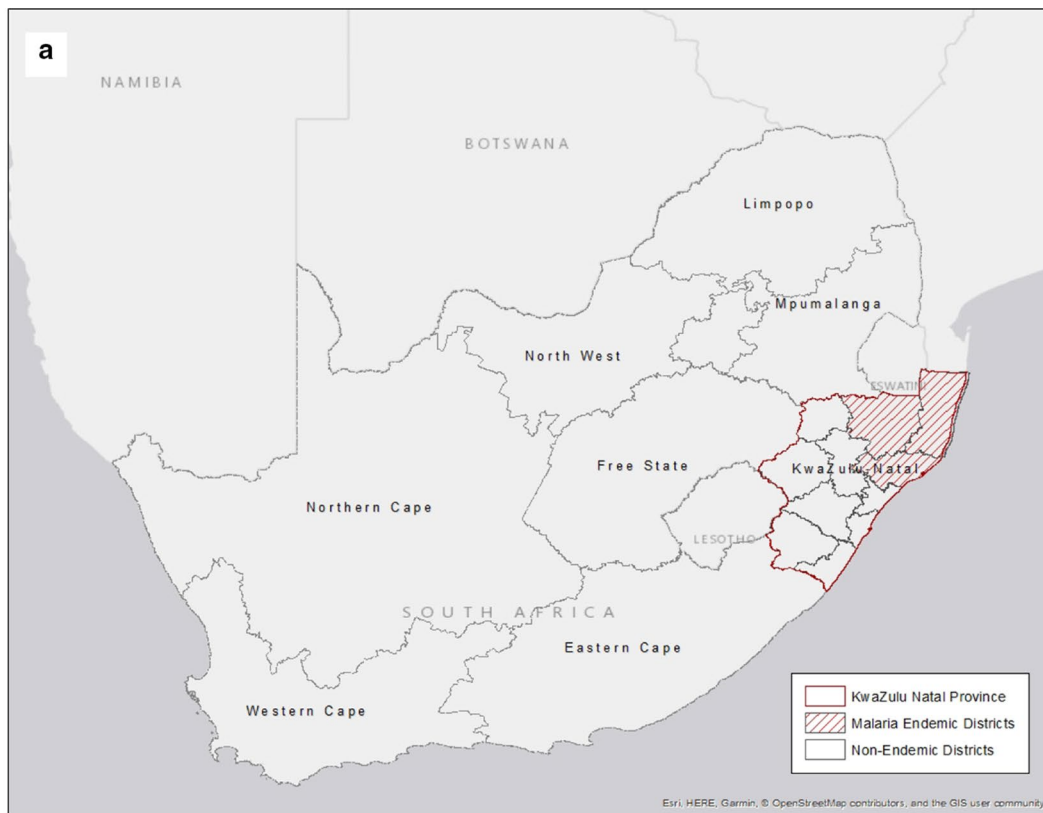 a
NAMIBIA
BOTSWANA
Limpopo
Mpumalanga
North West
ESWATINI
Free State
KwaZulu-Natal
Northern Cape
LESOTHO
SOUTH AFRICA
Eastern Cape
Western Cape
KwaZulu Natal Province
Malaria Endemic Districts
Non-Endemic Districts
Esri, HERE, Garmin, © OpenStreetMap contributors, and the GIS user community